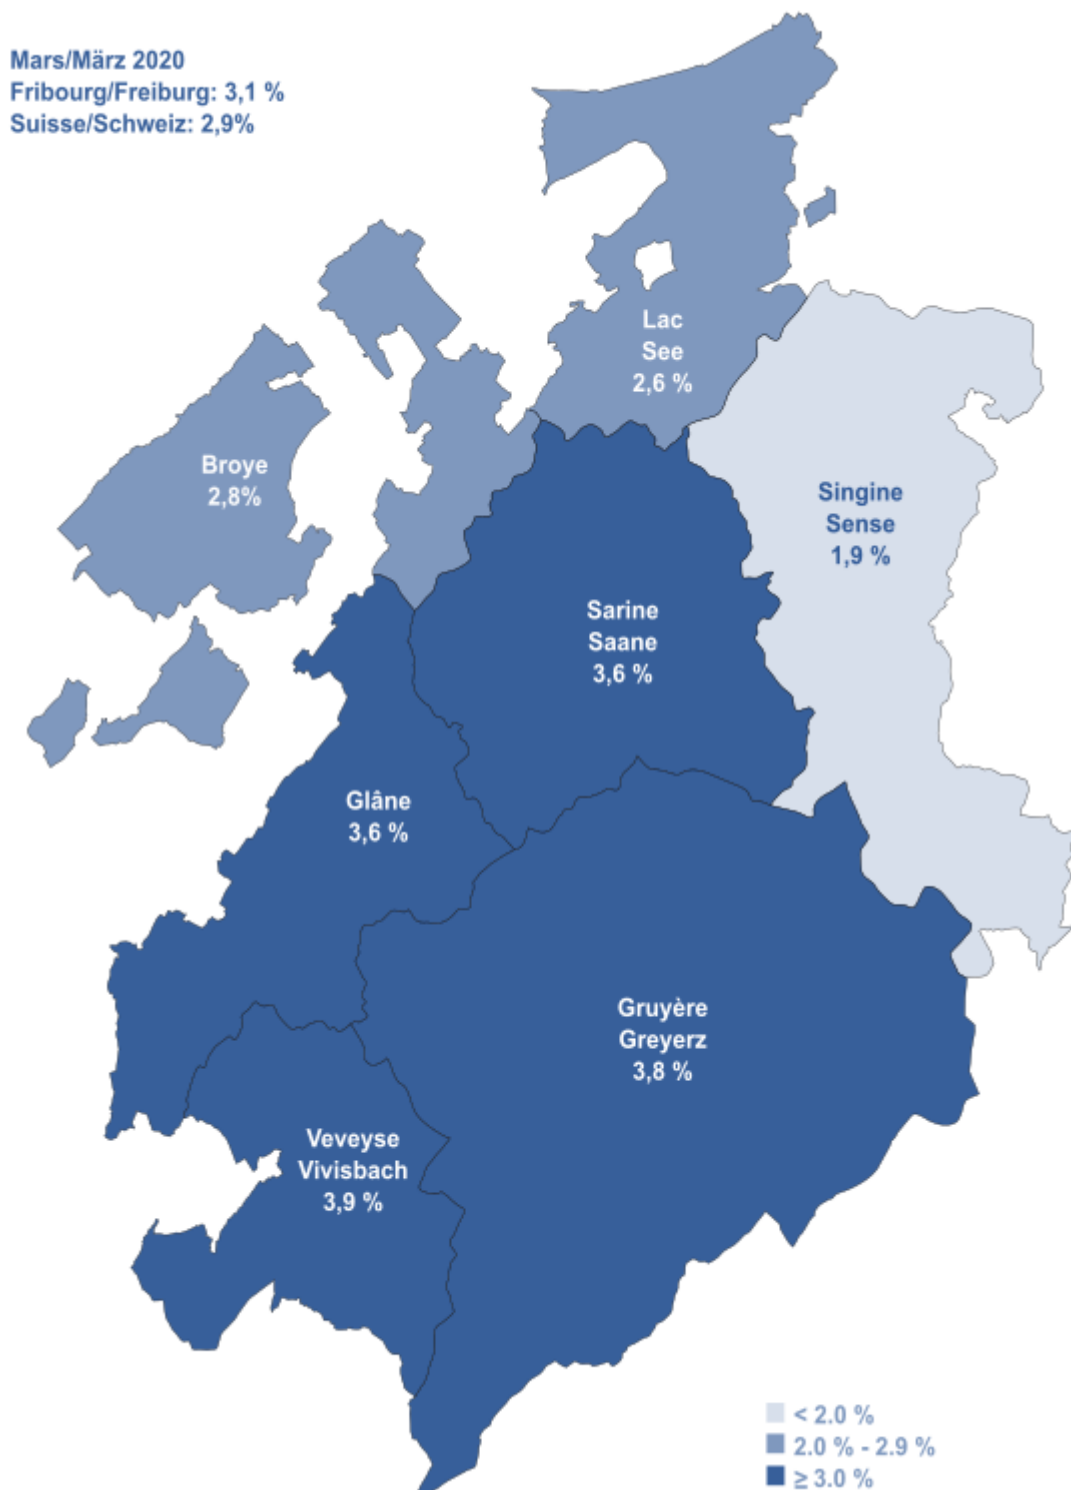 Mars/März 2020
Fribourg/Freiburg: 3,1 %
Suisse/Schweiz: 2,9%
Lac
See
2,6 %
Broye
2,8%
Singine
Sense
1,9 %
Sarine
Saane
3,6 %
Glâne
3,6 %
Gruyère
Greyerz
3,8 %
Veveyse
Vivisbach
3,9 %
< 2.0 %
2.0 % - 2.9 %
≥ 3.0 %